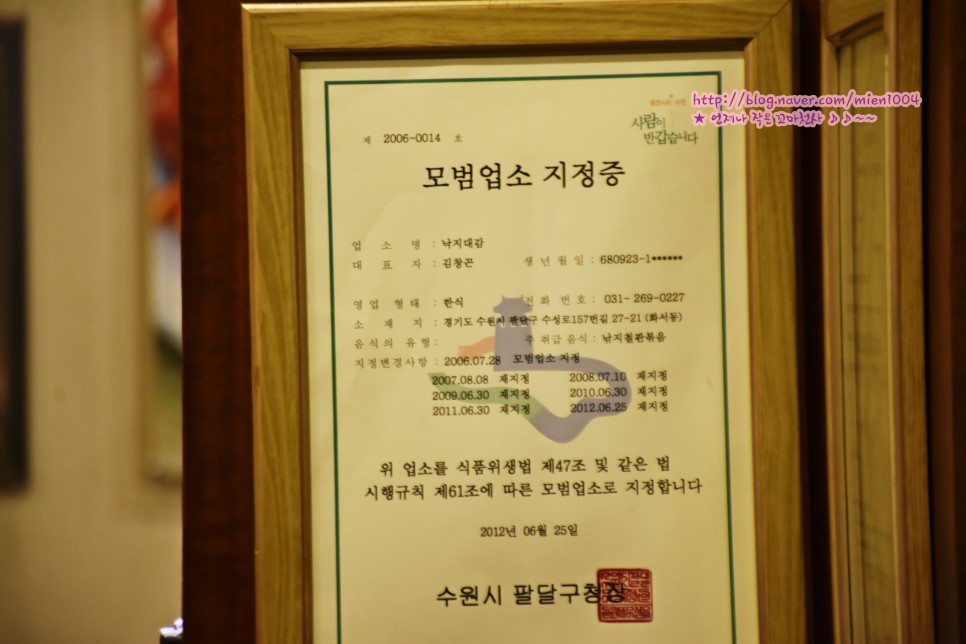 http://blog.naver.com/mien1004
★ 언제나 작은 꼬마천사 ♪ ♪~~
사람이
반갑습니다
제 2006-0014 호
모범업소 지정증
업 소 명 : 낙지대감
대 표 자 : 김창곤 생 년 월 일 : 680923-1******
영 업 형 태 : 한식 전 화 번 호 : 031- 269-0227
소 재 지 : 경기도 수원시 팔달구 수성로157번길 27-21 (화서동)
음식의 유형 : 주 취급 음식 : 낙지철판볶음
지정변경사항 : 2006.07.28 모범업소 지정
2007.08.08 재지정 2008.07.10 재지정
2009.06.30 재지정 2010.06.30 재지정
2011.06.30 재지정 2012.06.25 재지정
위 업소를 식품위생법 제47조 및 같은 법
시행규칙 제61조에 따른 모범업소로 지정합니다
2012년 06월 25일
수원시 팔달구청장